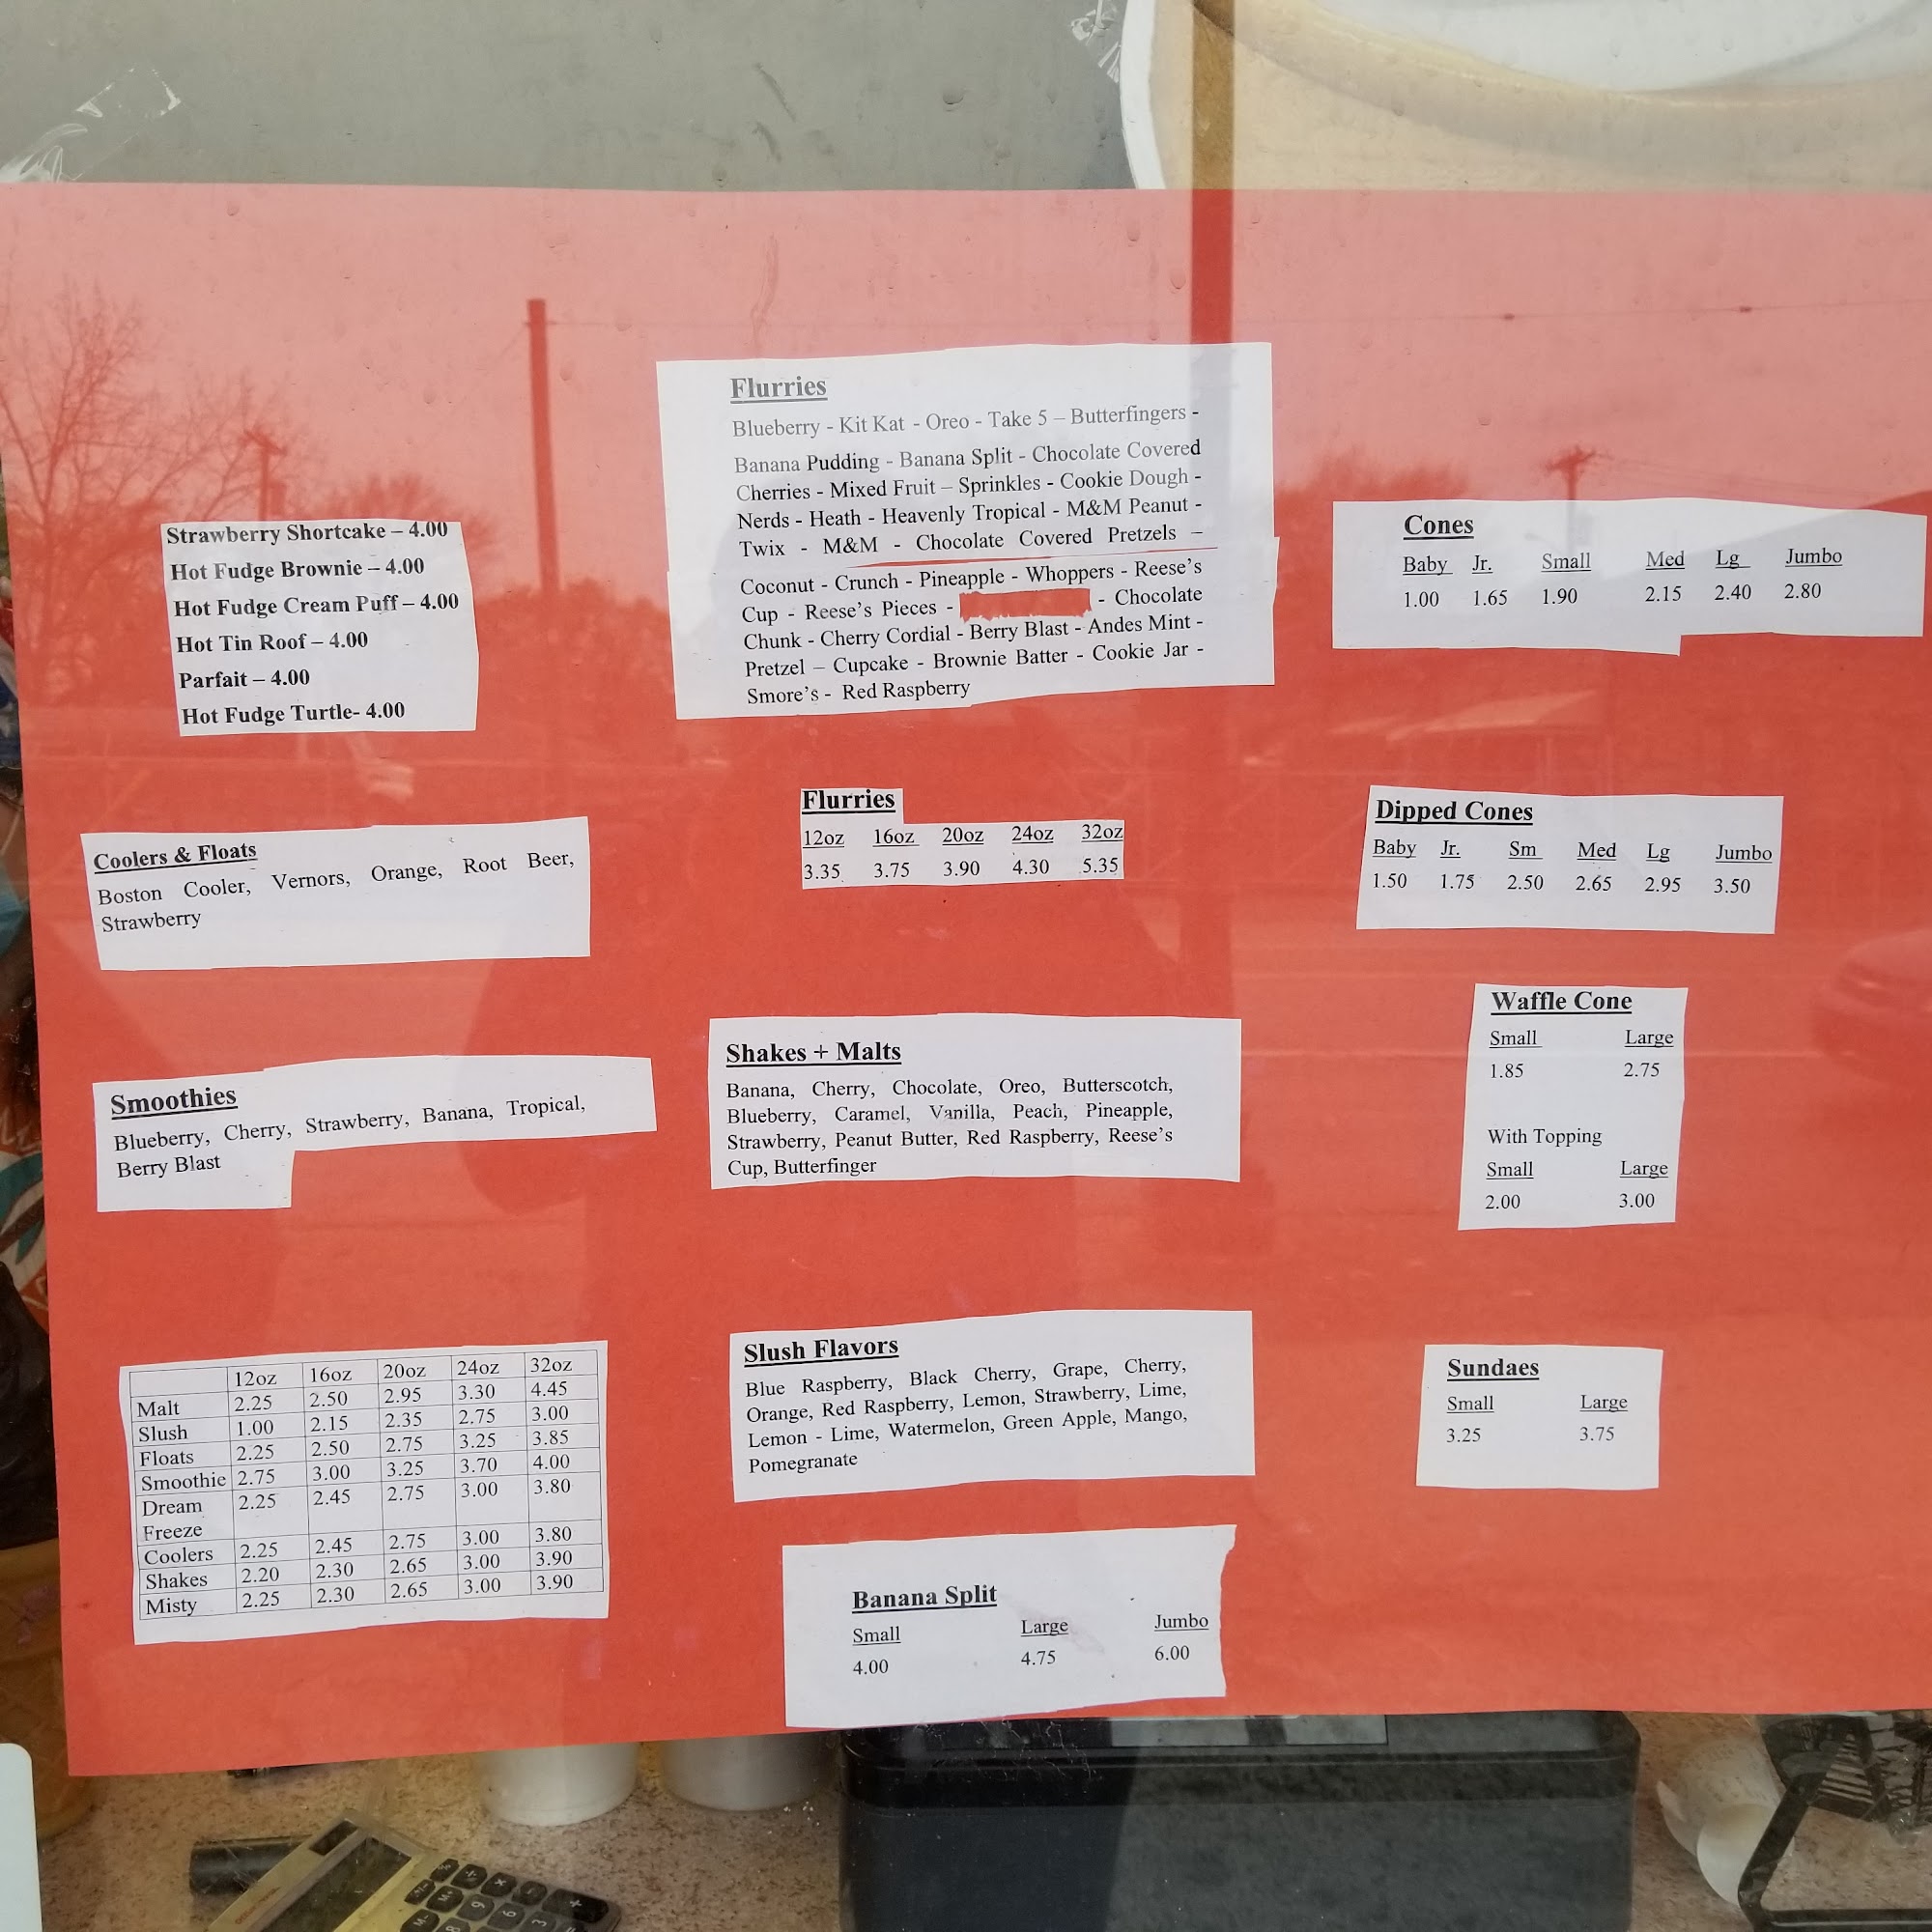 Strawberry Shortcake – 4.00
Hot Fudge Brownie – 4.00
Hot Fudge Cream Puff – 4.00
Hot Tin Roof – 4.00
Parfait – 4.00
Hot Fudge Turtle- 4.00
Flurries
Blueberry - Kit Kat - Oreo - Take 5 – Butterfingers -
Banana Pudding - Banana Split - Chocolate Covered
Cherries - Mixed Fruit – Sprinkles - Cookie Dough -
Nerds - Heath - Heavenly Tropical - M&M Peanut -
Twix - M&M - Chocolate Covered Pretzels –
Coconut - Crunch - Pineapple - Whoppers - Reese's
Cup - Reese's Pieces - - Chocolate
Chunk - Cherry Cordial - Berry Blast - Andes Mint -
Pretzel – Cupcake - Brownie Batter - Cookie Jar -
Smore's - Red Raspberry
Cones
Baby Jr. Small Med Lg Jumbo
1.00 1.65 1.90 2.15 2.40 2.80
Coolers & Floats
Boston Cooler, Vernors, Orange, Root Beer,
Strawberry
Flurries
12oz 16oz 20oz 24oz 32oz
3.35 3.75 3.90 4.30 5.35
Dipped Cones
Baby Jr. Sm Med Lg Jumbo
1.50 1.75 2.50 2.65 2.95 3.50
Smoothies
Blueberry, Cherry, Strawberry, Banana, Tropical,
Berry Blast
Shakes + Malts
Banana, Cherry, Chocolate, Oreo, Butterscotch,
Blueberry, Caramel, Vanilla, Peach, Pineapple,
Strawberry, Peanut Butter, Red Raspberry, Reese's
Cup, Butterfinger
Waffle Cone
Small Large
1.85 2.75
With Topping
Small Large
2.00 3.00
12oz 16oz 20oz 24oz 32oz
Malt 2.25 2.50 2.95 3.30 4.45
Slush 1.00 2.15 2.35 2.75 3.00
Floats 2.25 2.50 2.75 3.25 3.85
Smoothie 2.75 3.00 3.25 3.70 4.00
Dream 2.25 2.45 2.75 3.00 3.80
Freeze
Coolers 2.25 2.45 2.75 3.00 3.80
Shakes 2.20 2.30 2.65 3.00 3.90
Misty 2.25 2.30 2.65 3.00 3.90
Slush Flavors
Blue Raspberry, Black Cherry, Grape, Cherry,
Orange, Red Raspberry, Lemon, Strawberry, Lime,
Lemon - Lime, Watermelon, Green Apple, Mango,
Pomegranate
Sundaes
Small Large
3.25 3.75
Banana Split
Small Large Jumbo
4.00 4.75 6.00